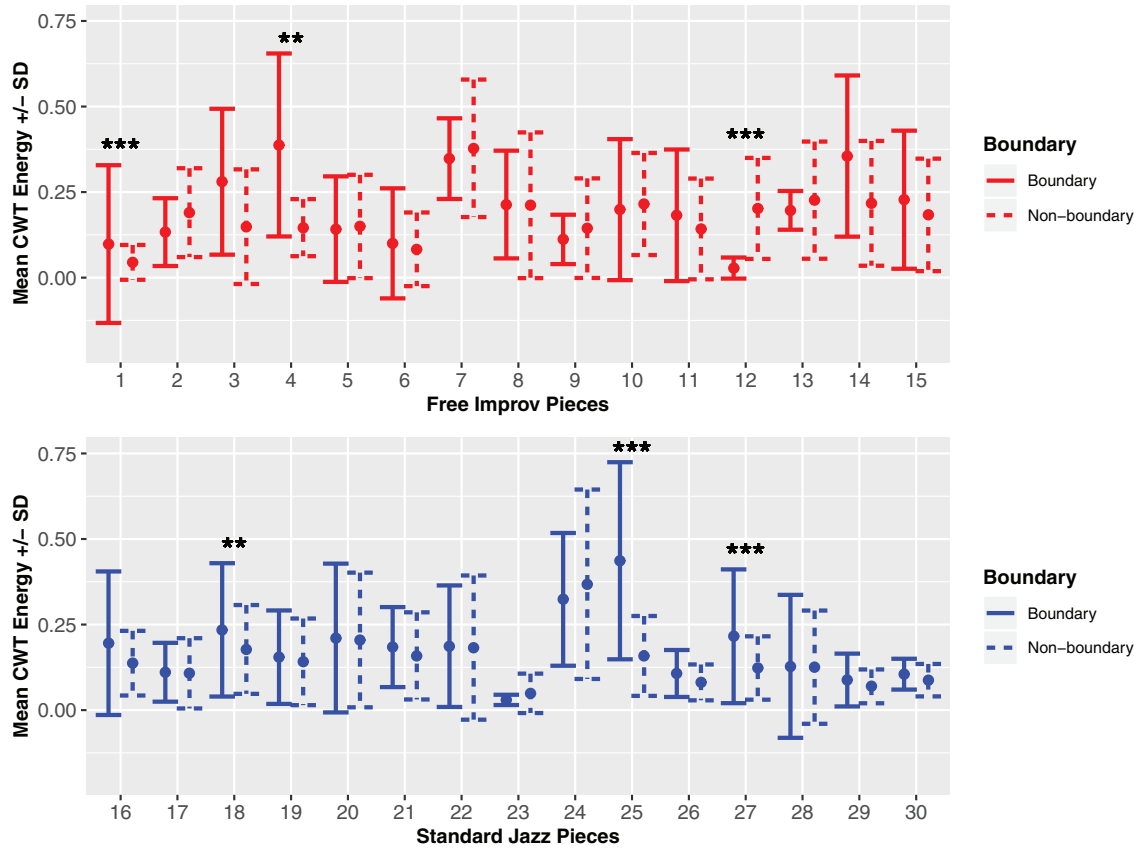 Mean CWT Energy +/− SD
0.75
0.50
0.25
0.00
***
**
***
1 2 3 4 5 6 7 8 9 10 11 12 13 14 15
Free Improv Pieces
Boundary
Boundary
Non−boundary
Mean CWT Energy +/− SD
0.75
0.50
0.25
0.00
**
***
***
16 17 18 19 20 21 22 23 24 25 26 27 28 29 30
Standard Jazz Pieces
Boundary
Boundary
Non−boundary